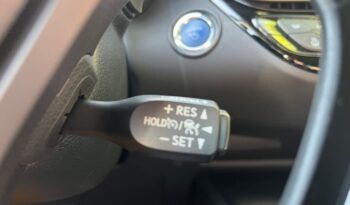 + RES ▲
HOLD / ◀
− SET ▼